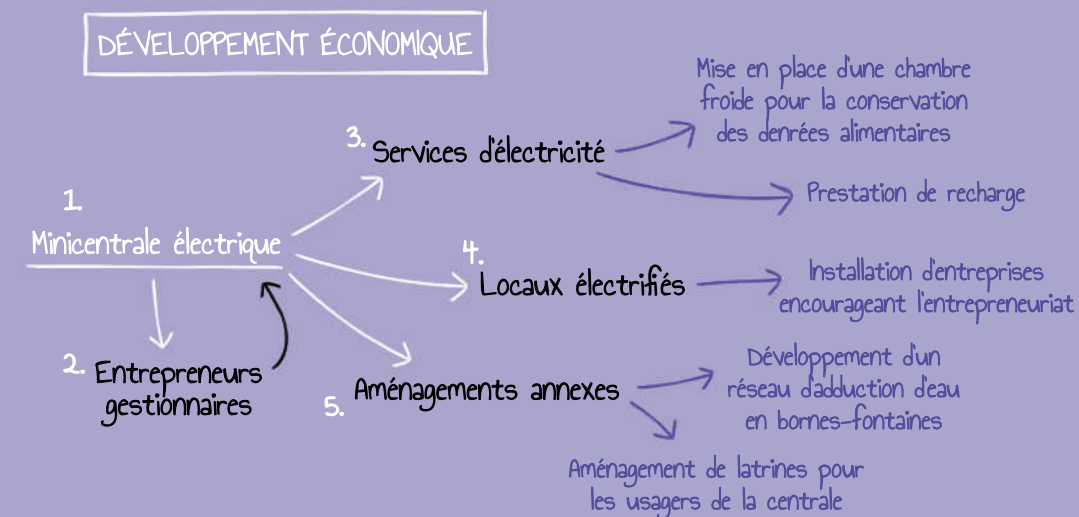 DÉVELOPPEMENT ÉCONOMIQUE
1.
Minicentrale électrique
2. Entrepreneurs
gestionnaires
3. Services d'électricité
Mise en place d'une chambre
froide pour la conservation
des denrées alimentaires
Prestation de recharge
4.
Locaux électrifiés
Installation d'entreprises
encourageant l'entrepreneuriat
5. Aménagements annexes
Développement d'un
réseau d'adduction d'eau
en bornes-fontaines
Aménagement de latrines pour
les usagers de la centrale